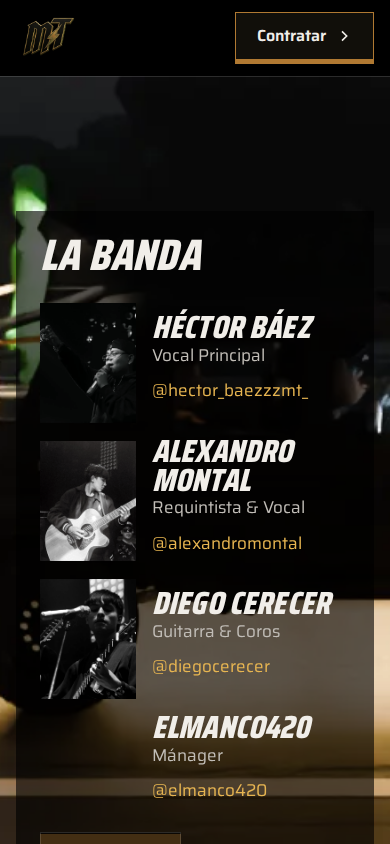 MT
Contratar
LA BANDA
HÉCTOR BÁEZ
Vocal Principal
@hector_baezzzmt_
ALEXANDRO
MONTAL
Requintista & Vocal
@alexandromontal
DIEGO CERECER
Guitarra & Coros
@diegocerecer
ELMANCO420
Mánager
@elmanco420